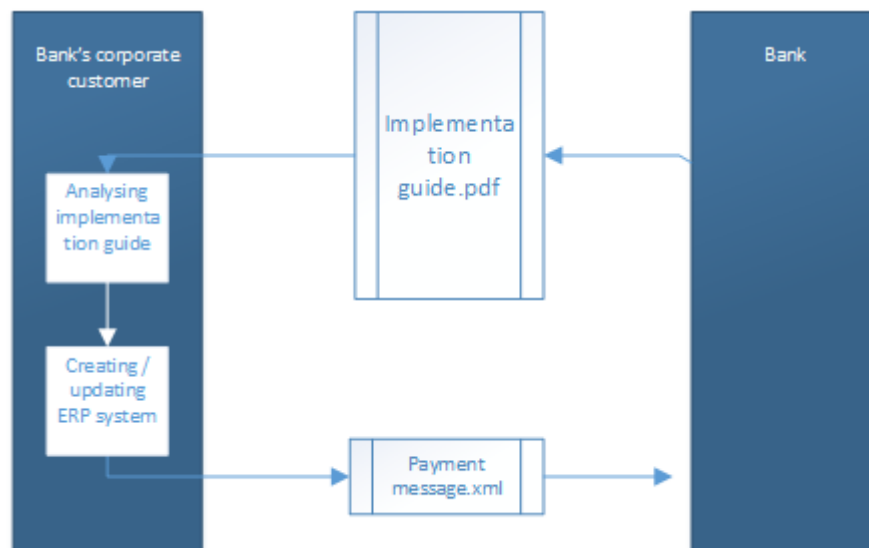 Bank's corporate
customer
Implementa
tion
guide.pdf
Bank
Analysing
implementa
tion guide
Creating /
updating
ERP system
Payment
message.xml